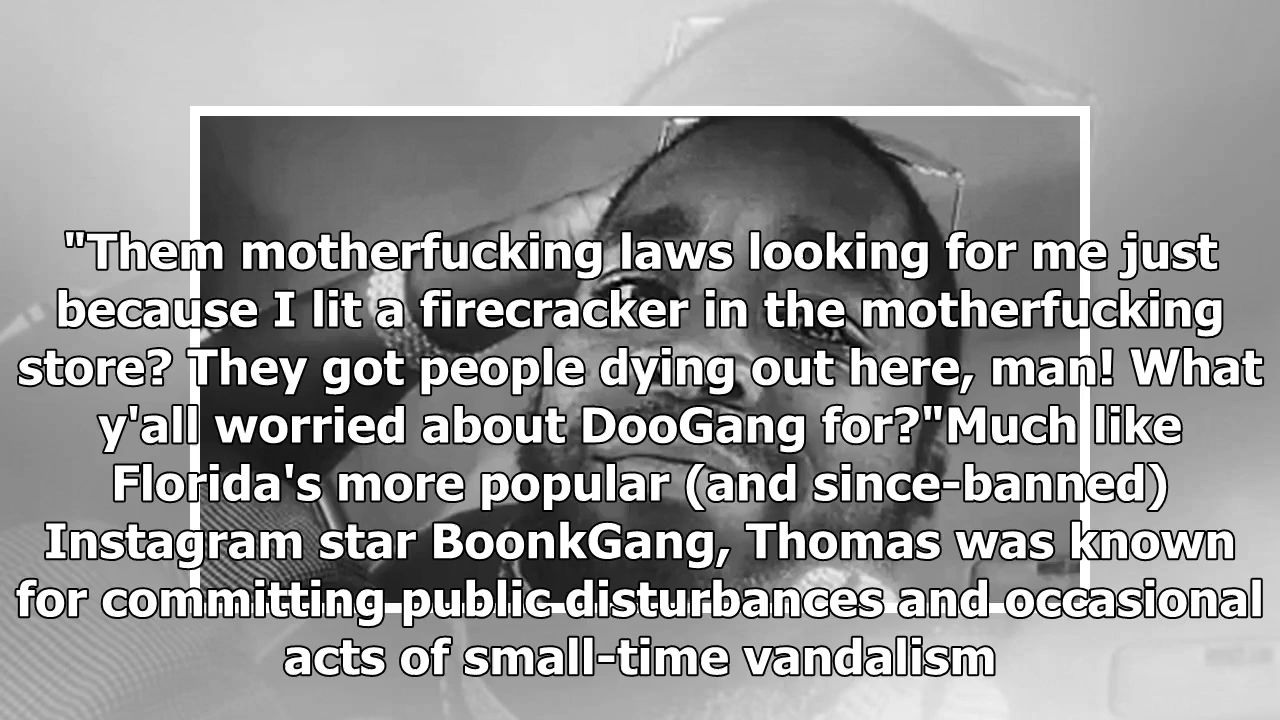 "Them motherfucking laws looking for me just
because I lit a firecracker in the motherfucking
store? They got people dying out here, man! What
y'all worried about DooGang for?"Much like
Florida's more popular (and since-banned)
Instagram star BoonkGang, Thomas was known
for committing public disturbances and occasional
acts of small-time vandalism